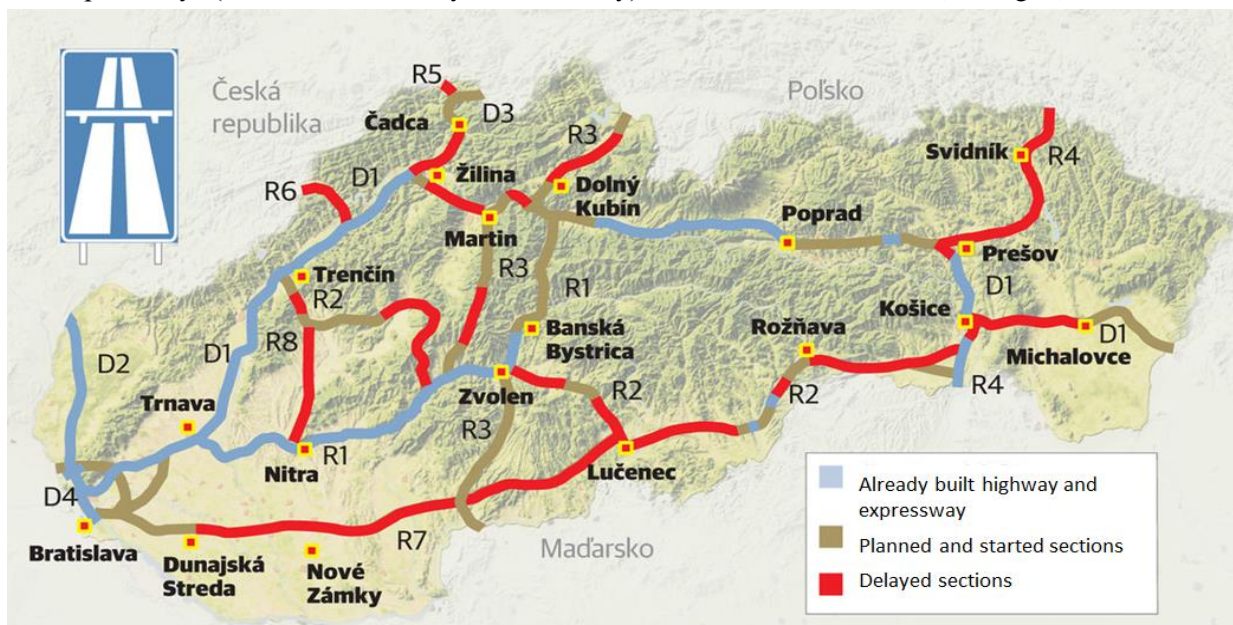 R5
Česká
republika
Poľsko
Čadca
D3
R3
Svidník
R4
D1
Žilina
R6
Dolný
Kubín
Poprad
Martin
Prešov
R3
Trenčín
R2
R1
D1
Košice
Banská
Bystrica
Rožňava
R8
D1
Michalovce
D2
D1
R4
Trnava
Zvolen
R2
R2
R3
Nitra
R1
Lučenec
D4
Already built highway and
expressway
R7
Bratislava
Maďarsko
Planned and started sections
Dunajská
Streda
Nové
Zámky
Delayed sections